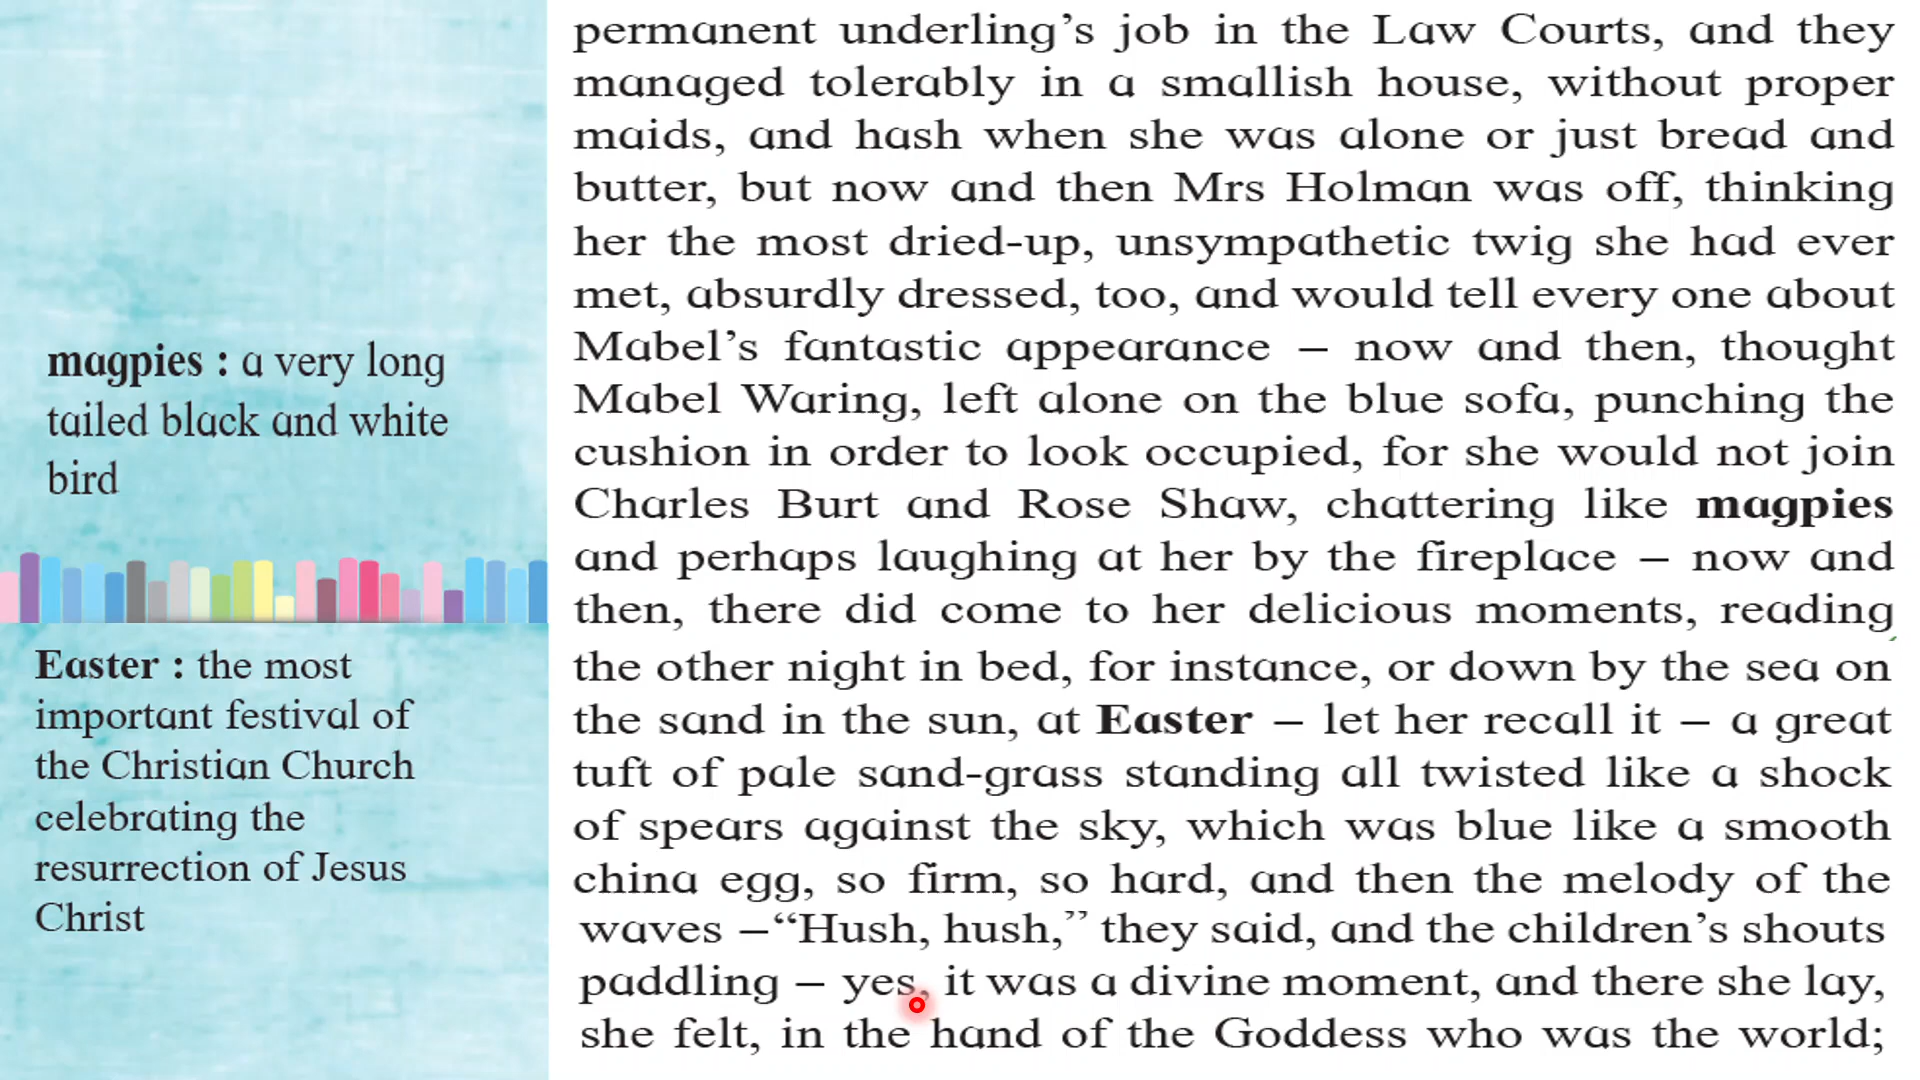 magpies : a very long
tailed black and white
bird
Easter : the most
important festival of
the Christian Church
celebrating the
resurrection of Jesus
Christ
permanent underling’s job in the Law Courts, and they
managed tolerably in a smallish house, without proper
maids, and hash when she was alone or just bread and
butter, but now and then Mrs Holman was off, thinking
her the most dried-up, unsympathetic twig she had ever
met, absurdly dressed, too, and would tell every one about
Mabel’s fantastic appearance – now and then, thought
Mabel Waring, left alone on the blue sofa, punching the
cushion in order to look occupied, for she would not join
Charles Burt and Rose Shaw, chattering like magpies
and perhaps laughing at her by the fireplace – now and
then, there did come to her delicious moments, reading
the other night in bed, for instance, or down by the sea on
the sand in the sun, at Easter – let her recall it – a great
tuft of pale sand-grass standing all twisted like a shock
of spears against the sky, which was blue like a smooth
china egg, so firm, so hard, and then the melody of the
waves –“Hush, hush,” they said, and the children’s shouts
paddling – yes, it was a divine moment, and there she lay,
she felt, in the hand of the Goddess who was the world;